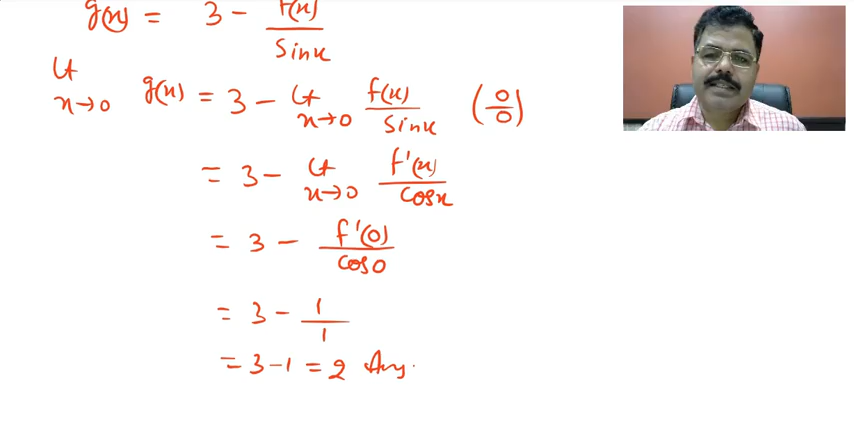 g(x) = 3 - f(x)/Sinx
Lt x→0 g(x) = 3 - Lt x→0 f(x)/Sinx (0/0)
= 3 - Lt x→0 f'(x)/Cosx
= 3 - f'(0)/Cos0
= 3 - 1/1
= 3-1 = 2 Ans.